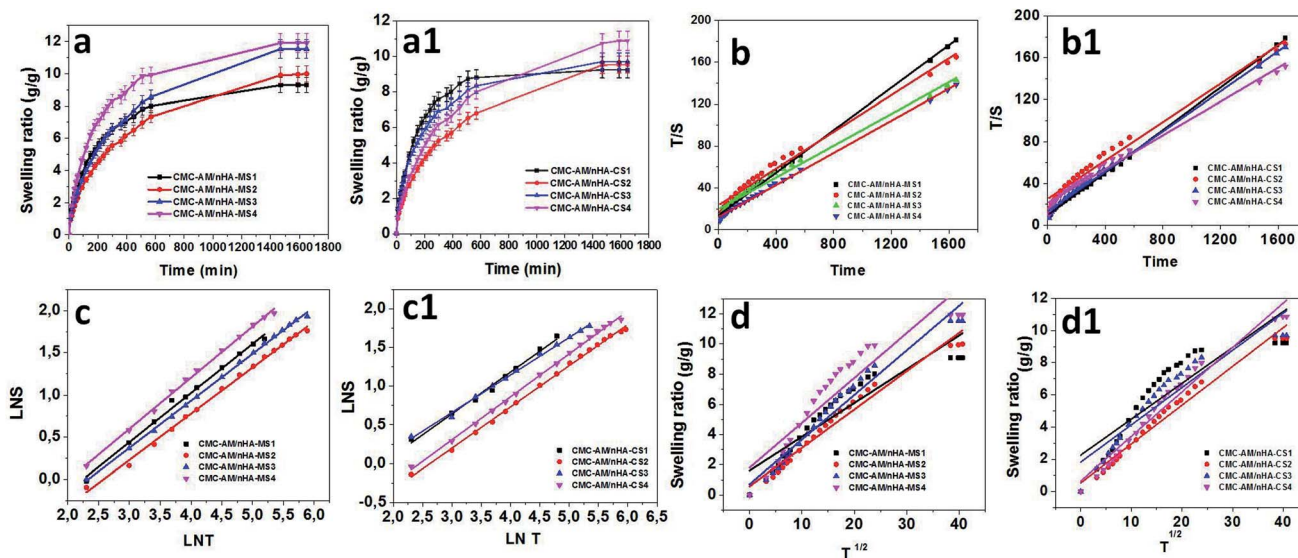 a
12
10
8
6
4
2
0
Swelling ratio (g/g)
CMC-AM/nHA-MS1
CMC-AM/nHA-MS2
CMC-AM/nHA-MS3
CMC-AM/nHA-MS4
0 200 400 600 800 1000 1200 1400 1600 1800
Time (min)
a1
12
10
8
6
4
2
0
Swelling ratio (g/g)
CMC-AM/nHA-CS1
CMC-AM/nHA-CS2
CMC-AM/nHA-CS3
CMC-AM/nHA-CS4
0 200 400 600 800 1000 1200 1400 1600 1800
Time (min)
b
200
160
120
80
40
0
T/S
CMC-AM/nHA-MS1
CMC-AM/nHA-MS2
CMC-AM/nHA-MS3
CMC-AM/nHA-MS4
0 400 800 1200 1600
Time
b1
200
160
120
80
40
0
T/S
CMC-AM/nHA-CS1
CMC-AM/nHA-CS2
CMC-AM/nHA-CS3
CMC-AM/nHA-CS4
0 400 800 1200 1600
Time
c
2,0
1,5
1,0
0,5
0,0
LNS
CMC-AM/nHA-MS1
CMC-AM/nHA-MS2
CMC-AM/nHA-MS3
CMC-AM/nHA-MS4
2,0 2,5 3,0 3,5 4,0 4,5 5,0 5,5 6,0
LNT
c1
2,0
1,5
1,0
0,5
0,0
-0,5
LNS
CMC-AM/nHA-CS1
CMC-AM/nHA-CS2
CMC-AM/nHA-CS3
CMC-AM/nHA-CS4
2,0 2,5 3,0 3,5 4,0 4,5 5,0 5,5 6,0 6,5
LN T
d
12
10
8
6
4
2
0
Swelling ratio (g/g)
CMC-AM/nHA-MS1
CMC-AM/nHA-MS2
CMC-AM/nHA-MS3
CMC-AM/nHA-MS4
0 10 20 30 40
T 1/2
d1
12
10
8
6
4
2
0
Swelling ratio (g/g)
CMC-AM/nHA-CS1
CMC-AM/nHA-CS2
CMC-AM/nHA-CS3
CMC-AM/nHA-CS4
0 10 20 30 40
T1/2